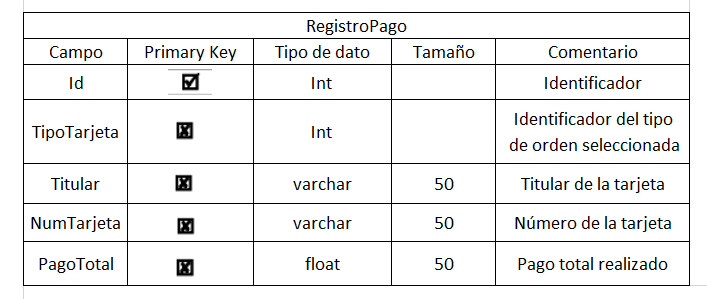 RegistroPago
Campo Primary Key Tipo de dato Tamaño Comentario
Id Int Identificador
TipoTarjeta Int Identificador del tipo
de orden seleccionada
Titular varchar 50 Titular de la tarjeta
NumTarjeta varchar 50 Número de la tarjeta
PagoTotal float 50 Pago total realizado